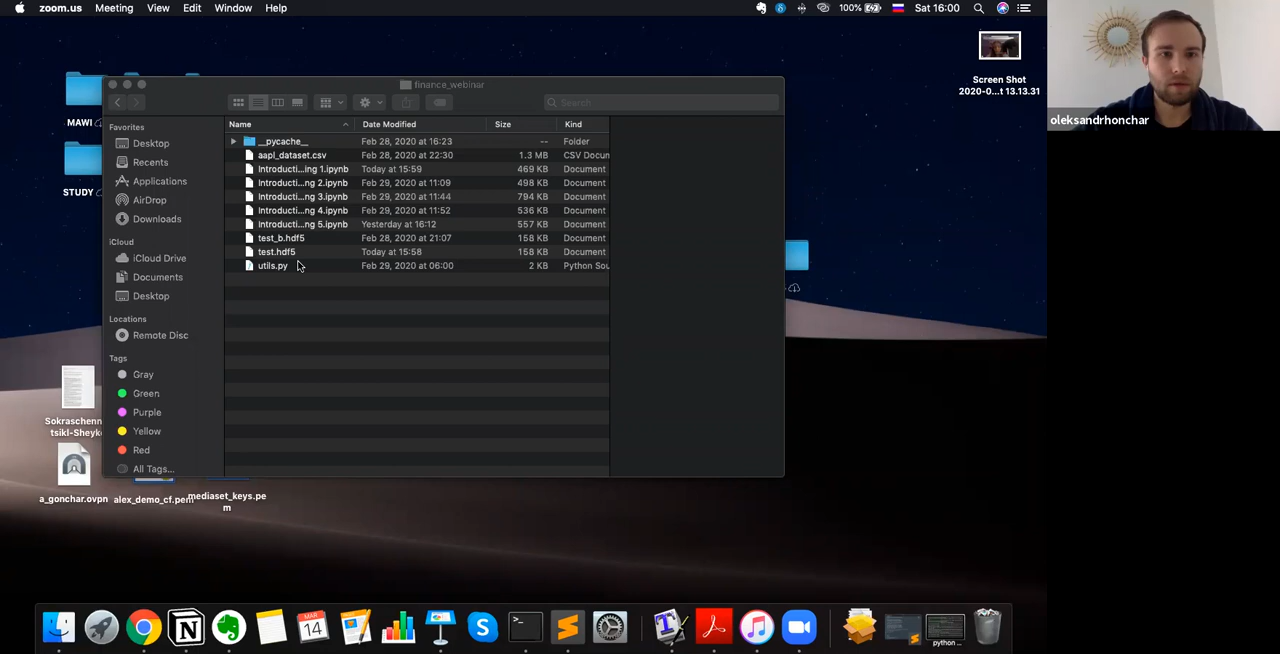 zoom.us Meeting View Edit Window Help 100% Sat 16:00
Screen Shot
2020-0...t 13.13.31
oleksandrhonchar
MAWI
STUDY
finance_webinar
Search
Favorites
Desktop
Recents
Applications
AirDrop
Downloads
iCloud
iCloud Drive
Documents
Desktop
Locations
Remote Disc
Tags
Gray
Green
Purple
Yellow
Red
All Tags...
Name Date Modified Size Kind
__pycache__ Feb 28, 2020 at 16:23 -- Folder
aapl_dataset.csv Feb 28, 2020 at 22:30 1.3 MB CSV Docun
Introducti...ing 1.ipynb Today at 15:59 469 KB Document
Introducti...ng 2.ipynb Feb 29, 2020 at 11:09 498 KB Document
Introducti...ng 3.ipynb Feb 29, 2020 at 11:44 794 KB Document
Introducti...ng 4.ipynb Feb 29, 2020 at 11:52 536 KB Document
Introducti...ng 5.ipynb Yesterday at 16:12 557 KB Document
test_b.hdf5 Feb 28, 2020 at 21:07 158 KB Document
test.hdf5 Today at 15:58 158 KB Document
utils.py Feb 29, 2020 at 06:00 2 KB Python Sou
Sokraschenn
tsikl-Sheyk
a_gonchar.ovpn
alex_demo_cf.pem
mediaset_keys.pe
m
MAR
14
python ...